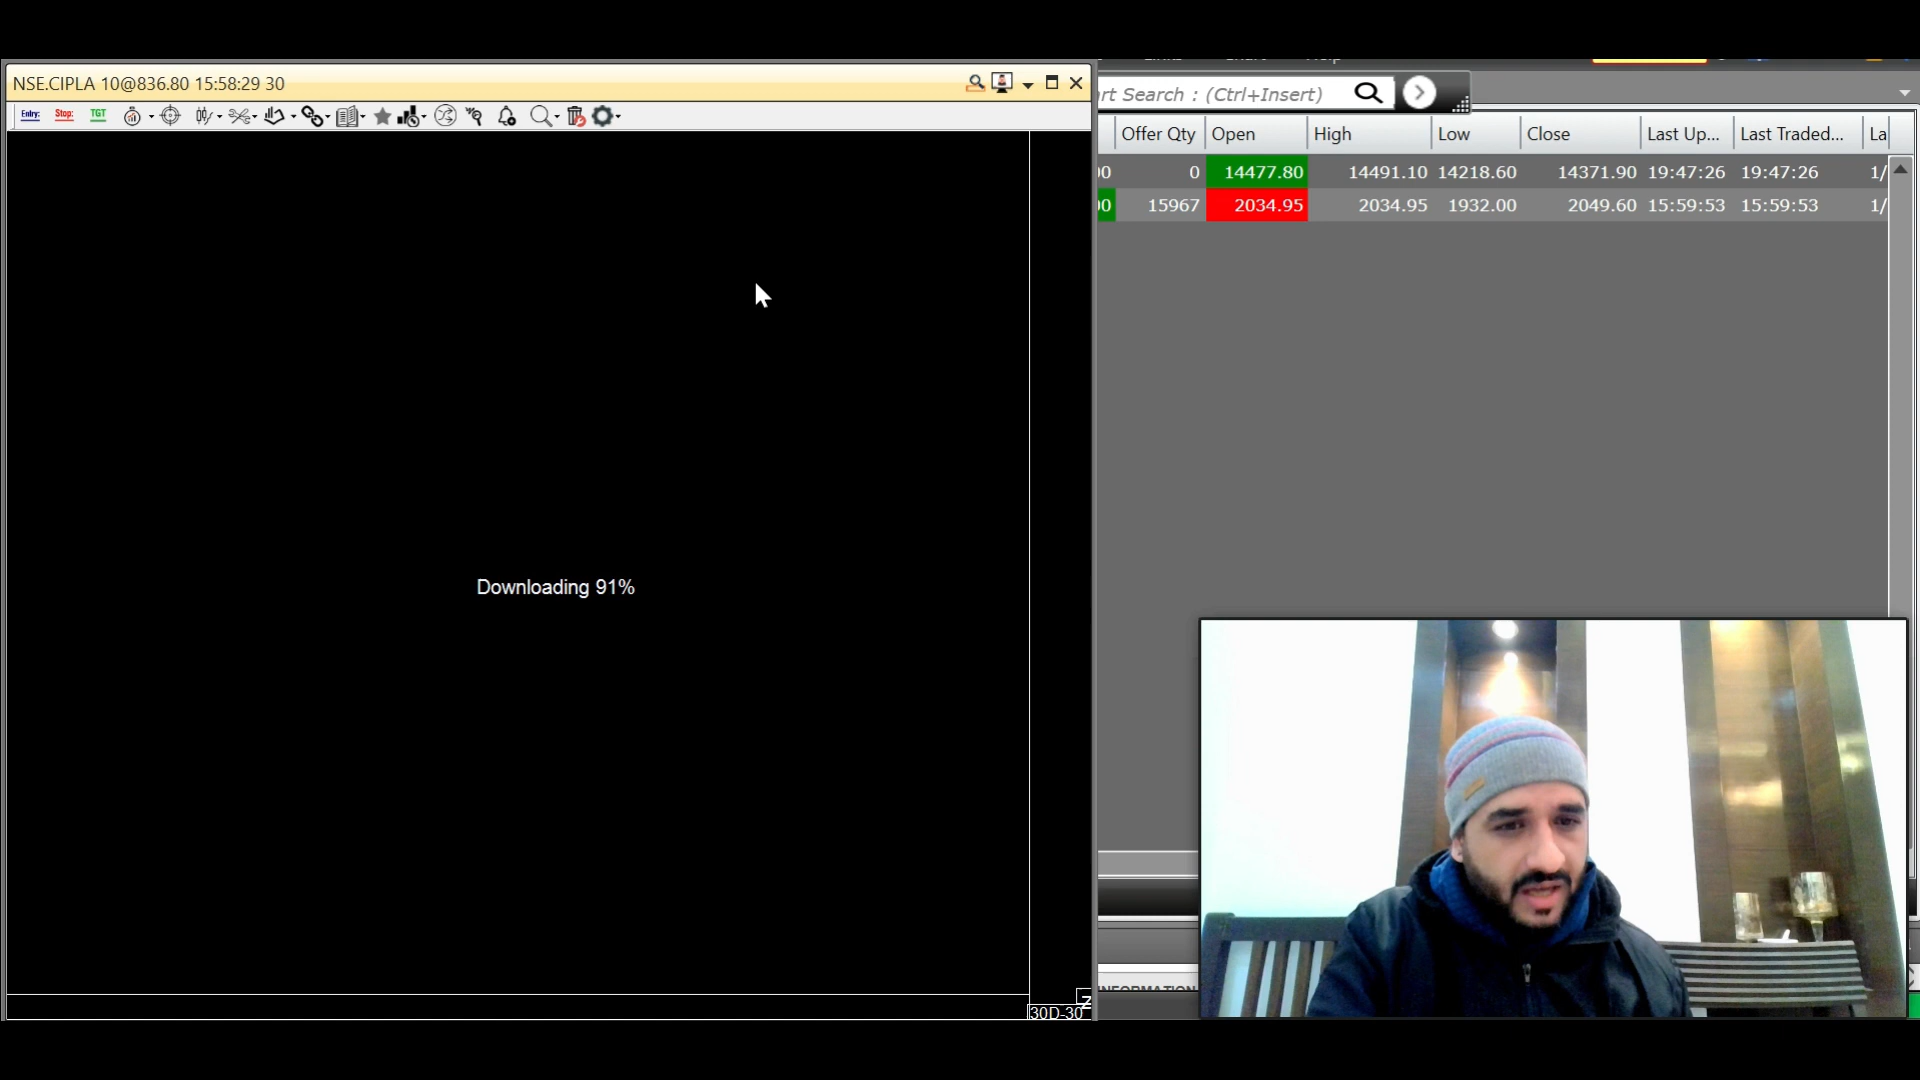 NSE.CIPLA 10@836.80 15:58:29 30
Entry: Stop: TGT
Downloading 91%
30D-30
rt Search : (Ctrl+Insert)
Offer Qty Open High Low Close Last Up... Last Traded... La
00 0 14477.80 14491.10 14218.60 14371.90 19:47:26 19:47:26 1/
00 15967 2034.95 2034.95 1932.00 2049.60 15:59:53 15:59:53 1/